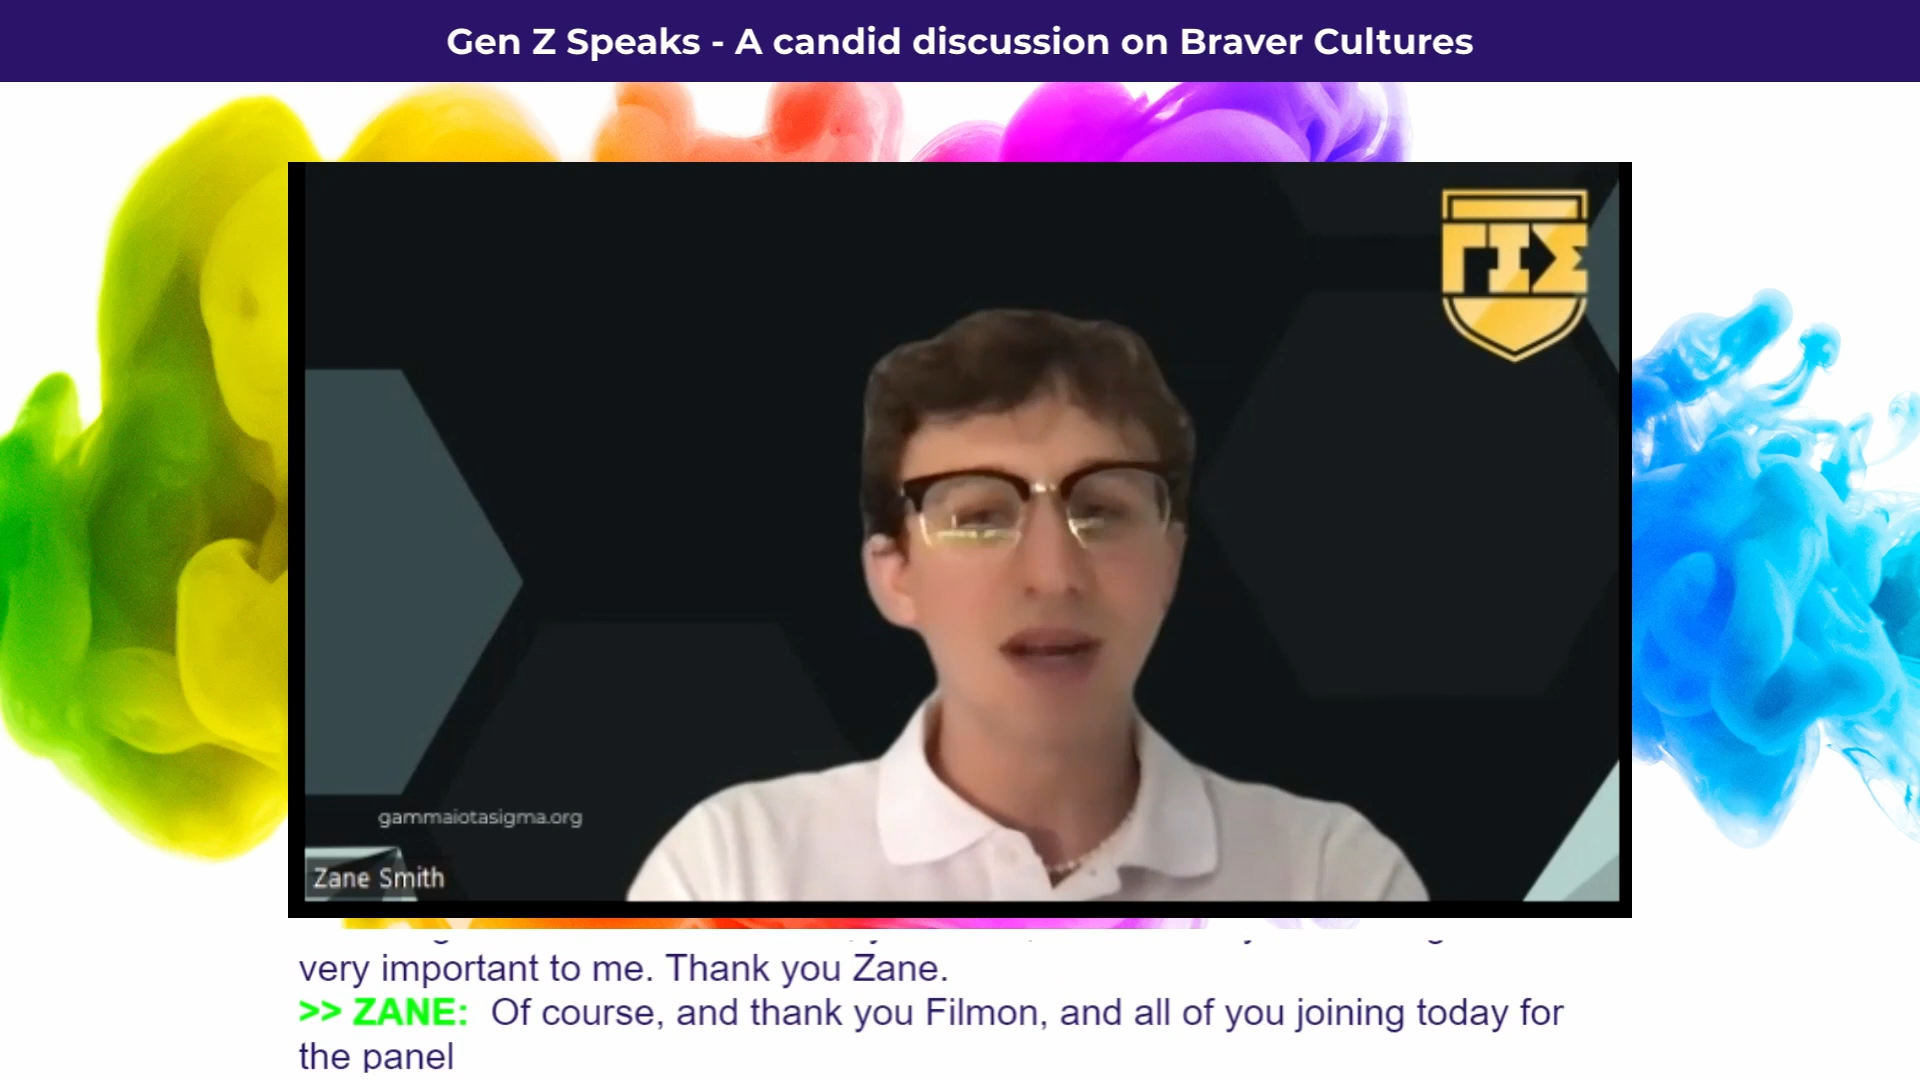 Gen Z Speaks - A candid discussion on Braver Cultures
ΓΙΣ
gammaiotasigma.org
Zane Smith
very important to me. Thank you Zane.
>> ZANE: Of course, and thank you Filmon, and all of you joining today for
the panel